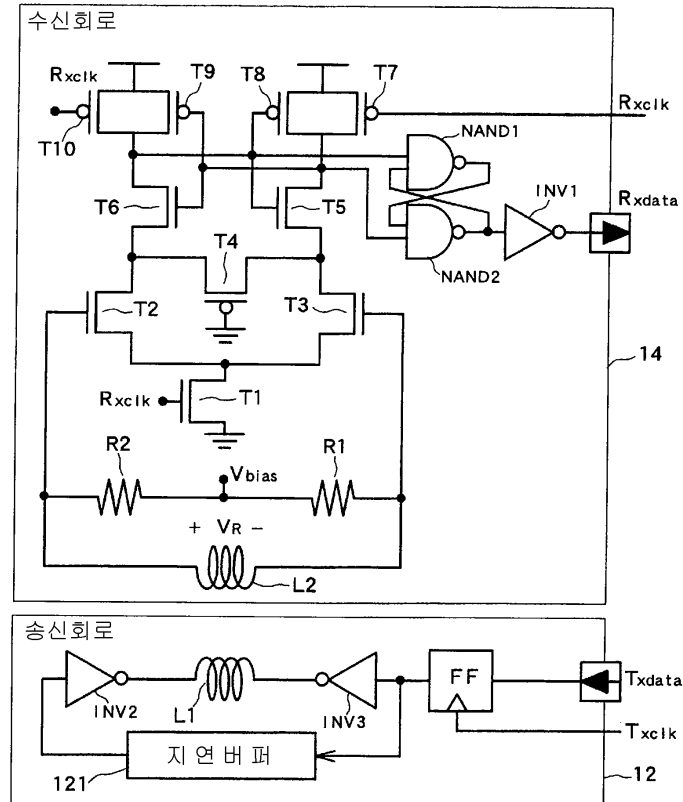 수신회로
Rxclk
T9
T8
T7
Rxclk
T10
NAND1
INV1
Rxdata
T6
T5
T4
NAND2
T2
T3
14
Rxclk
T1
R2
Vbias
R1
+ VR -
L2
송신회로
FF
Txdata
INV2
L1
INV3
Txclk
지연버퍼
121
12